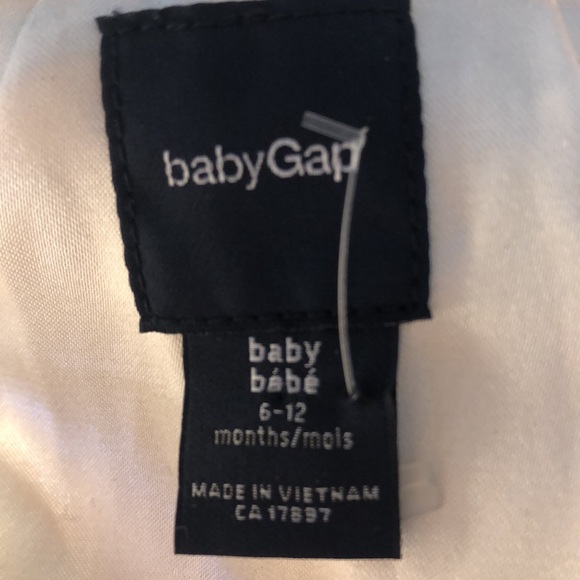 babyGap
baby
bébé
6-12
months/mois
MADE IN VIETNAM
CA 17897